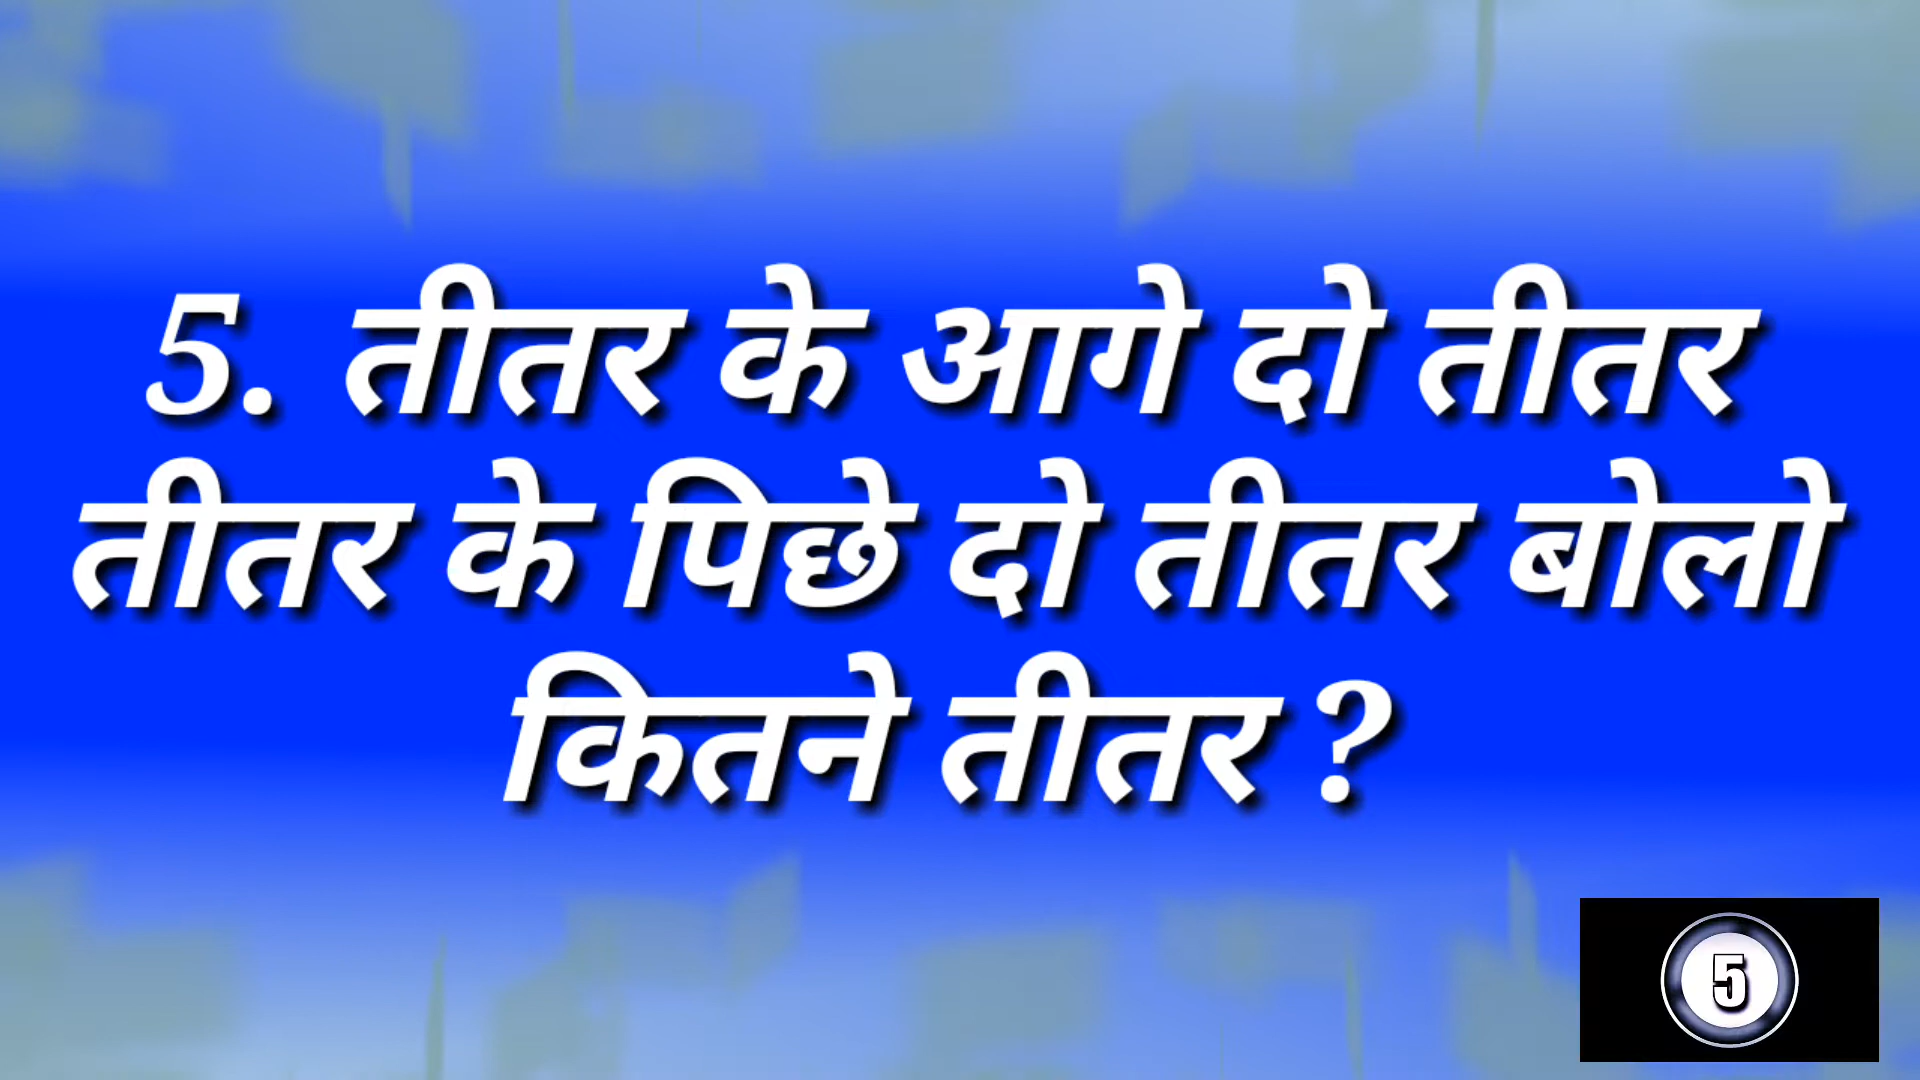 5. तीतर के आगे दो तीतर
तीतर के पिछे दो तीतर बोलो
कितने तीतर ?
5